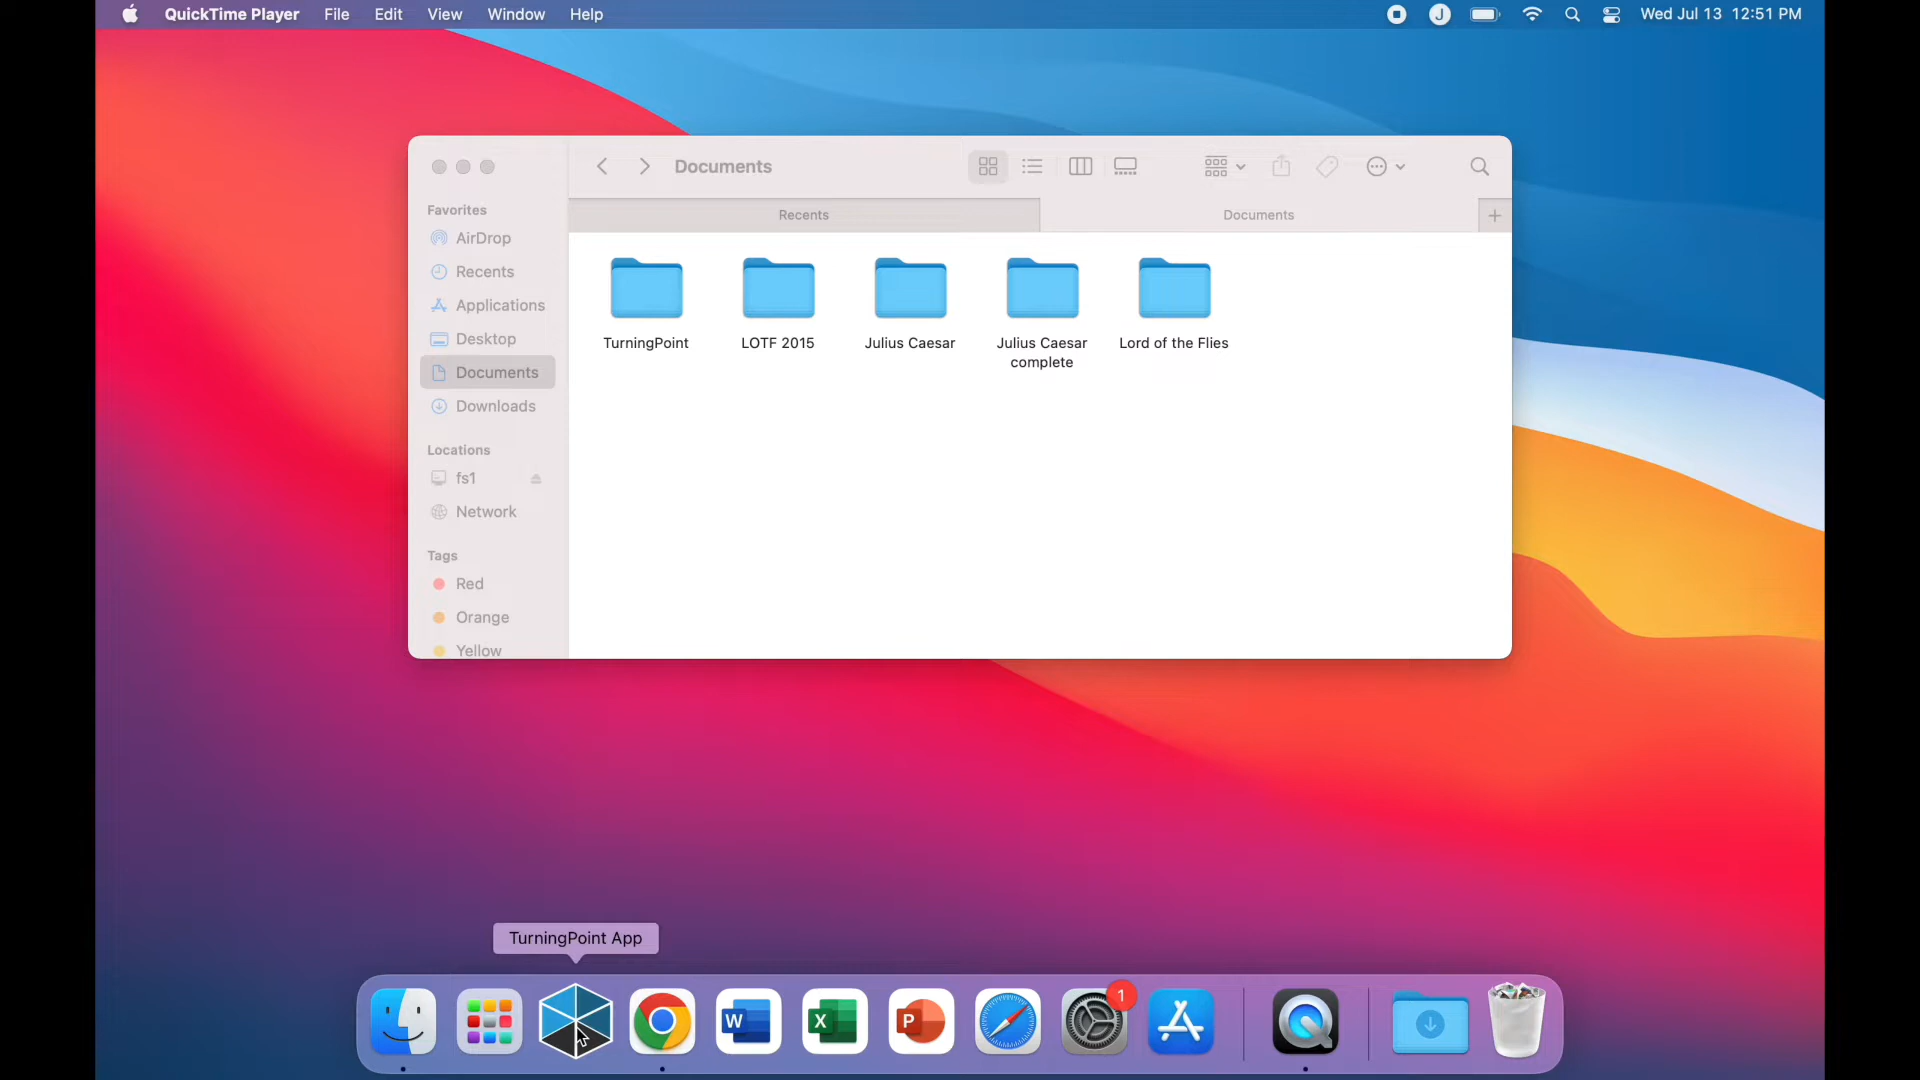 QuickTime Player File Edit View Window Help J Wed Jul 13 12:51 PM
Documents
Recents Documents
Favorites
AirDrop
Recents
Applications
Desktop
Documents
Downloads
Locations
fs1
Network
Tags
Red
Orange
Yellow
TurningPoint LOTF 2015 Julius Caesar Julius Caesar Lord of the Flies
complete
TurningPoint App
W X P 1